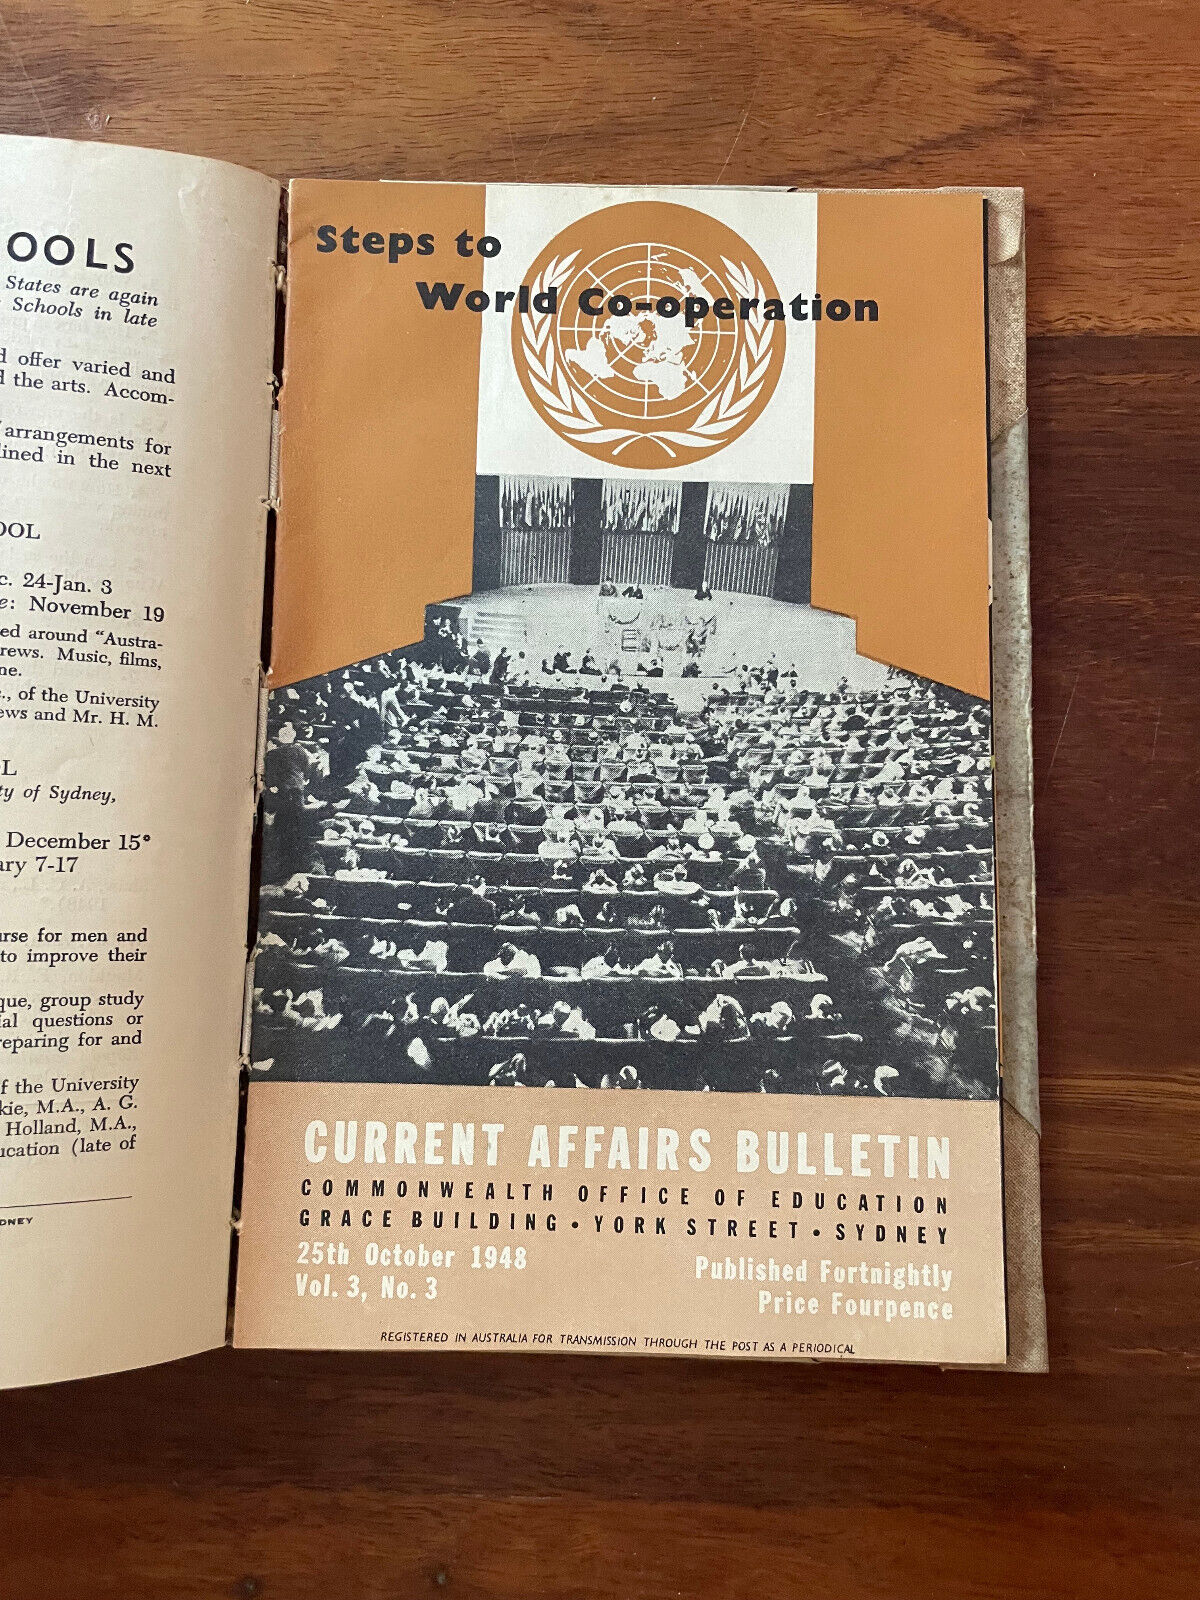 OOLS
States are again
Schools in late
offer varied and
the arts. Accom-
arrangements for
lined in the next
OOL
24-Jan. 3
November 19
ed around "Austra-
rews. Music, films,
ne.
of the University
ews and Mr. H. M.
OL
ty of Sydney,
December 15
ary 7-17
urse for men and
to improve their
que, group study
ial questions or
reparing for and
of the University
kie, M.A., A. G.
Holland, M.A.,
ucation (late of
DNEY
Steps to
World Co-operation
CURRENT AFFAIRS BULLETIN
COMMONWEALTH OFFICE OF EDUCATION
GRACE BUILDING • YORK STREET • SYDNEY
25th October 1948
Vol. 3, No. 3
Published Fortnightly
Price Fourpence
REGISTERED IN AUSTRALIA FOR TRANSMISSION THROUGH THE POST AS A PERIODICAL